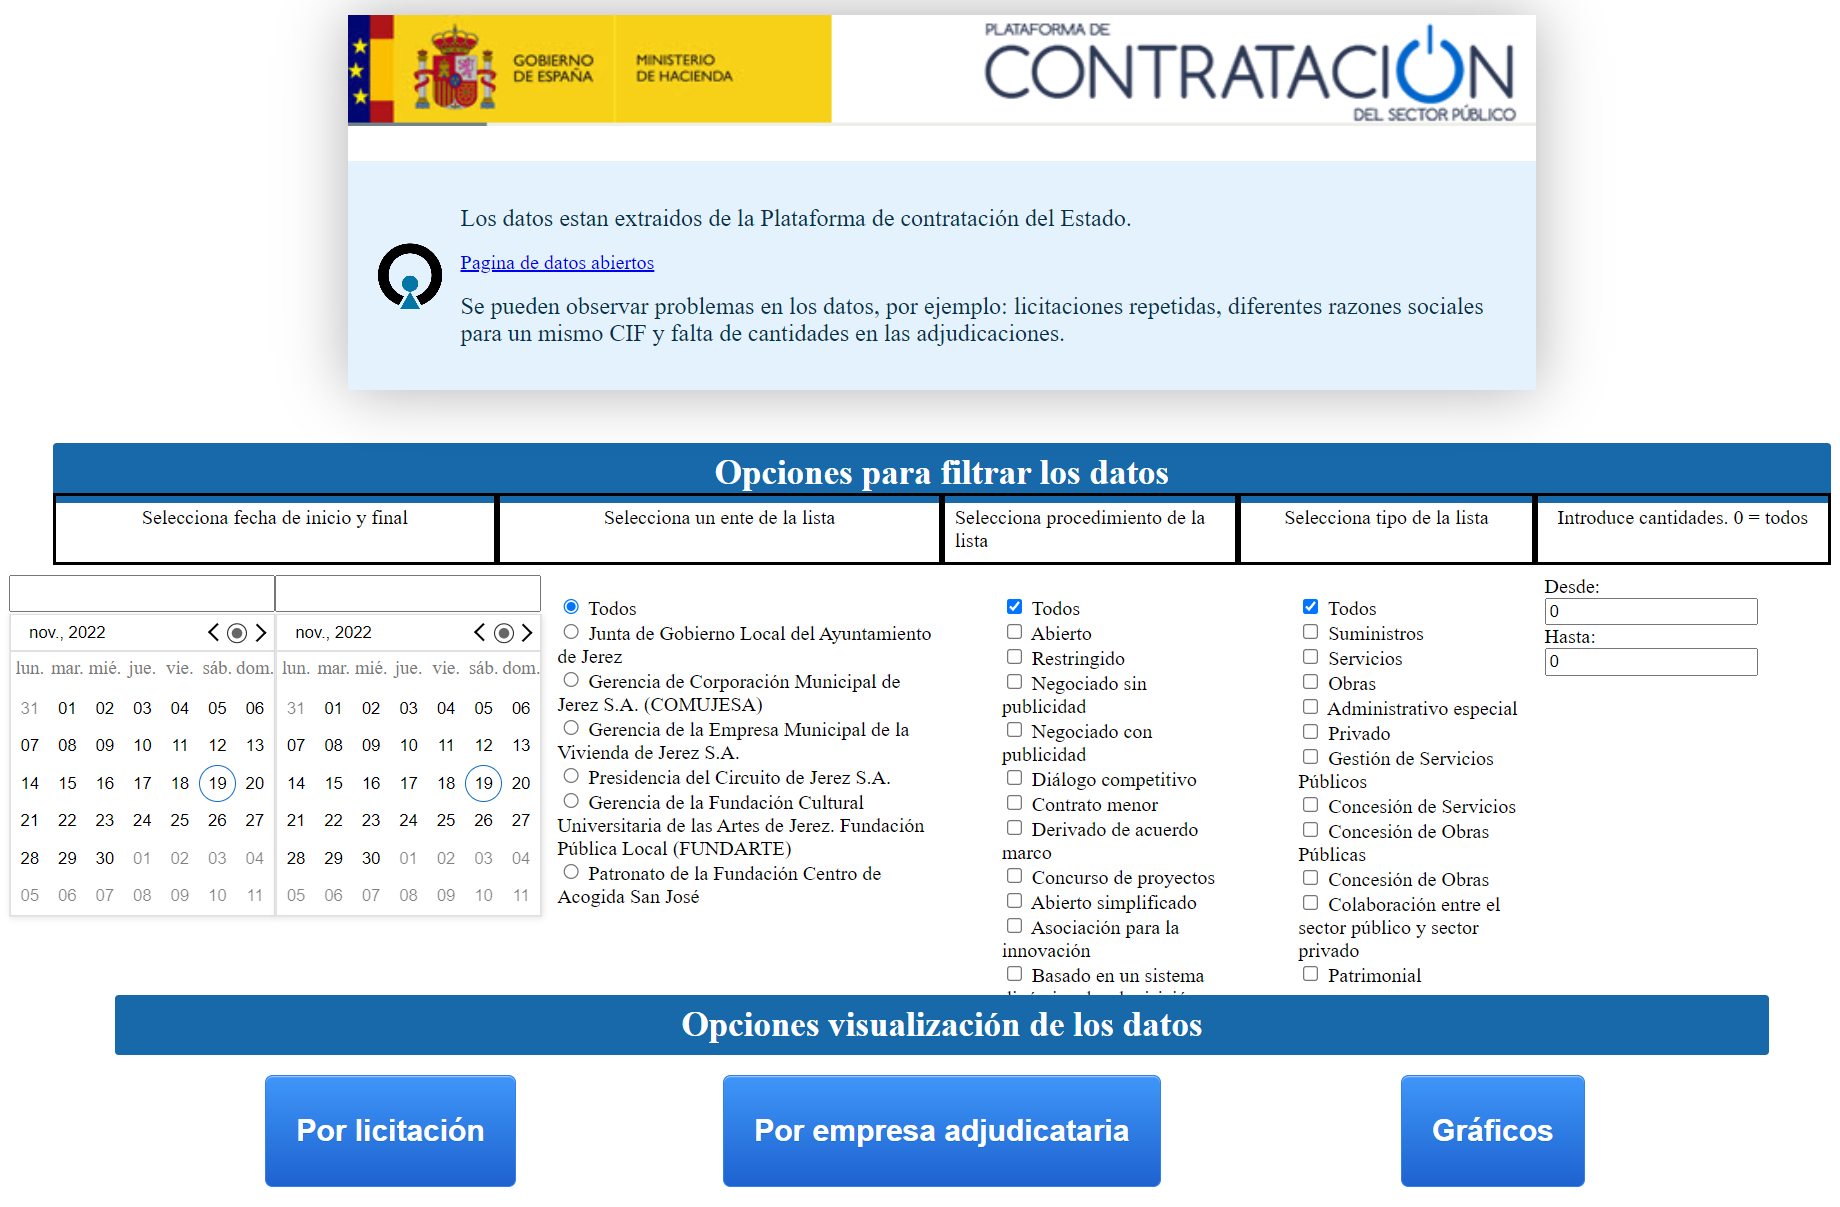 GOBIERNO
DE ESPAÑA
MINISTERIO
DE HACIENDA
PLATAFORMA DE
CONTRATACIÓN
DEL SECTOR PÚBLICO
Los datos estan extraidos de la Plataforma de contratación del Estado.
Pagina de datos abiertos
Se pueden observar problemas en los datos, por ejemplo: licitaciones repetidas, diferentes razones sociales
para un mismo CIF y falta de cantidades en las adjudicaciones.
Opciones para filtrar los datos
Selecciona fecha de inicio y final
Selecciona un ente de la lista
Selecciona procedimiento de la
lista
Selecciona tipo de la lista
Introduce cantidades. 0 = todos
nov., 2022
lun. mar. mié. jue. vie. sáb. dom.
31 01 02 03 04 05 06
07 08 09 10 11 12 13
14 15 16 17 18 19 20
21 22 23 24 25 26 27
28 29 30 01 02 03 04
05 06 07 08 09 10 11
nov., 2022
lun. mar. mié. jue. vie. sáb. dom.
31 01 02 03 04 05 06
07 08 09 10 11 12 13
14 15 16 17 18 19 20
21 22 23 24 25 26 27
28 29 30 01 02 03 04
05 06 07 08 09 10 11
Todos
Junta de Gobierno Local del Ayuntamiento
de Jerez
Gerencia de Corporación Municipal de
Jerez S.A. (COMUJESA)
Gerencia de la Empresa Municipal de la
Vivienda de Jerez S.A.
Presidencia del Circuito de Jerez S.A.
Gerencia de la Fundación Cultural
Universitaria de las Artes de Jerez. Fundación
Pública Local (FUNDARTE)
Patronato de la Fundación Centro de
Acogida San José
Todos
Abierto
Restringido
Negociado sin
publicidad
Negociado con
publicidad
Diálogo competitivo
Contrato menor
Derivado de acuerdo
marco
Concurso de proyectos
Abierto simplificado
Asociación para la
innovación
Basado en un sistema
Todos
Suministros
Servicios
Obras
Administrativo especial
Privado
Gestión de Servicios
Públicos
Concesión de Servicios
Concesión de Obras
Públicas
Concesión de Obras
Colaboración entre el
sector público y sector
privado
Patrimonial
Desde:
0
Hasta:
0
Opciones visualización de los datos
Por licitación
Por empresa adjudicataria
Gráficos